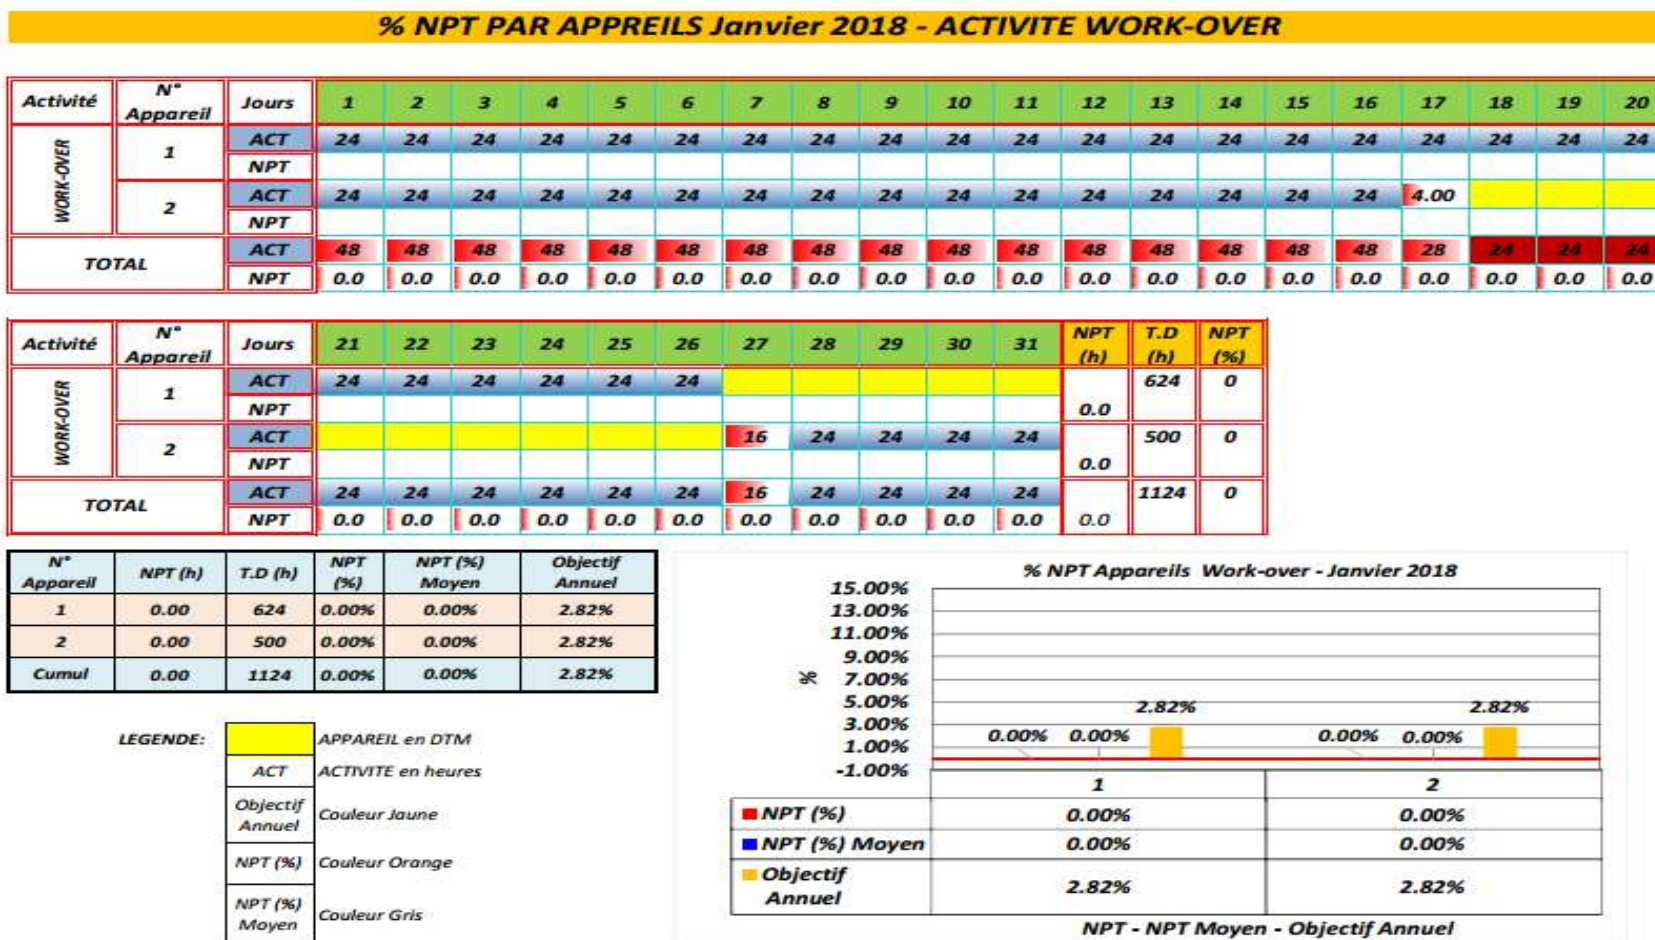 % NPT PAR APPREILS Janvier 2018 - ACTIVITE WORK-OVER
Activité N° Appareil Jours 1 2 3 4 5 6 7 8 9 10 11 12 13 14 15 16 17 18 19 20
WORK-OVER 1 ACT 24 24 24 24 24 24 24 24 24 24 24 24 24 24 24 24 24 24 24 24
NPT
2 ACT 24 24 24 24 24 24 24 24 24 24 24 24 24 24 24 24 4.00
NPT
TOTAL ACT 48 48 48 48 48 48 48 48 48 48 48 48 48 48 48 48 28 24 24 24
NPT 0.0 0.0 0.0 0.0 0.0 0.0 0.0 0.0 0.0 0.0 0.0 0.0 0.0 0.0 0.0 0.0 0.0 0.0 0.0 0.0
Activité N° Appareil Jours 21 22 23 24 25 26 27 28 29 30 31 NPT (h) T.D (h) NPT (%)
WORK-OVER 1 ACT 24 24 24 24 24 24 624 0
NPT 0.0
2 ACT 16 24 24 24 24 500 0
NPT 0.0
TOTAL ACT 24 24 24 24 24 24 16 24 24 24 24 1124 0
NPT 0.0 0.0 0.0 0.0 0.0 0.0 0.0 0.0 0.0 0.0 0.0 0.0
N° Appareil NPT (h) T.D (h) NPT (%) NPT (%) Moyen Objectif Annuel
1 0.00 624 0.00% 0.00% 2.82%
2 0.00 500 0.00% 0.00% 2.82%
Cumul 0.00 1124 0.00% 0.00% 2.82%
LEGENDE: APPAREIL en DTM
ACT ACTIVITE en heures
Objectif Annuel Couleur Jaune
NPT (%) Couleur Orange
NPT (%) Moyen Couleur Gris
% NPT Appareils Work-over - Janvier 2018
15.00%
13.00%
11.00%
9.00%
% 7.00%
5.00%
3.00%
1.00%
-1.00%
0.00% 0.00% 2.82% 0.00% 0.00% 2.82%
1 2
NPT (%) 0.00% 0.00%
NPT (%) Moyen 0.00% 0.00%
Objectif Annuel 2.82% 2.82%
NPT - NPT Moyen - Objectif Annuel